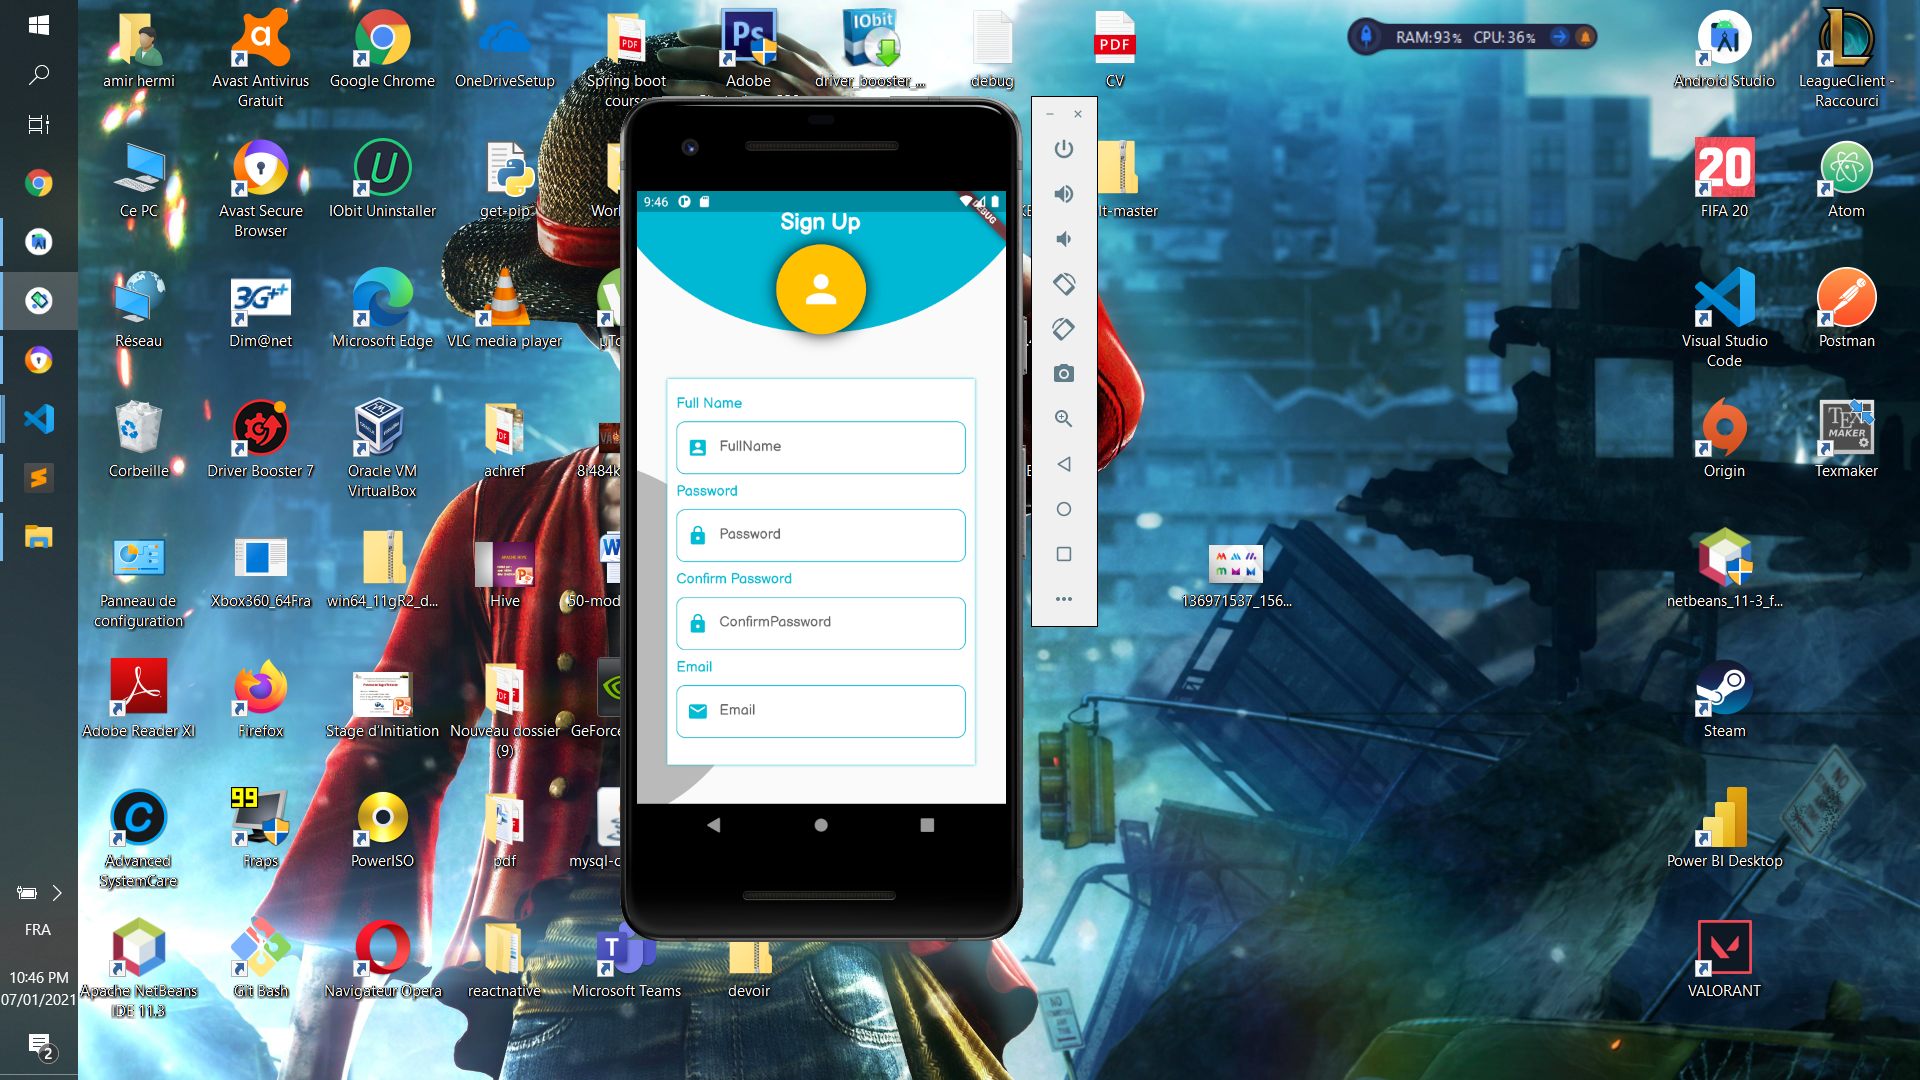 amir hermi
Avast Antivirus
Gratuit
Google Chrome
OneDriveSetup
Spring boot
course
Adobe
driver_booster_...
debug
CV
RAM:93% CPU:36%
Android Studio
LeagueClient -
Raccourci
Ce PC
Avast Secure
Browser
IObit Uninstaller
get-pip
lt-master
FIFA 20
Atom
Réseau
Dim@net
Microsoft Edge
VLC media player
Visual Studio
Code
Postman
Corbeille
Driver Booster 7
Oracle VM
VirtualBox
achref
8i484k
Origin
Texmaker
Panneau de
configuration
Xbox360_64Fra
win64_11gR2_d...
Hive
50-mod
136971537_156...
netbeans_11-3_f...
Adobe Reader XI
Firefox
Stage d'Initiation
Nouveau dossier
(9)
GeForce
Steam
Advanced
SystemCare
Fraps
PowerISO
pdf
mysql-c
Power BI Desktop
Apache NetBeans
IDE 11.3
Git Bash
Navigateur Opera
reactnative
Microsoft Teams
devoir
VALORANT
9:46
DEBUG
Sign Up
Full Name
FullName
Password
Password
Confirm Password
ConfirmPassword
Email
Email
FRA
10:46 PM
07/01/2021
2